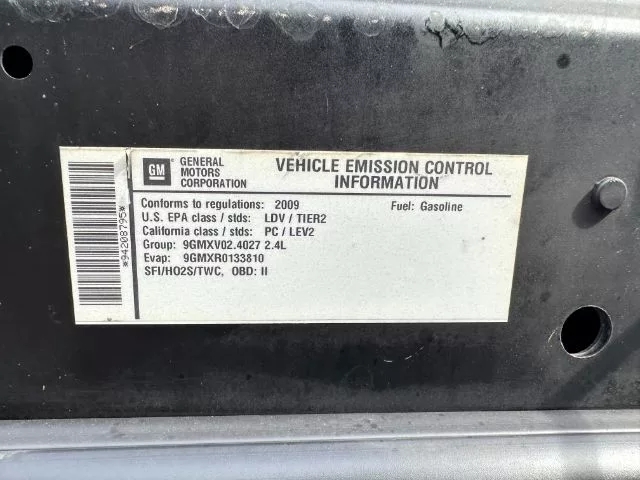 GM
GENERAL
MOTORS
CORPORATION
VEHICLE EMISSION CONTROL
INFORMATION
Conforms to regulations: 2009 Fuel: Gasoline
U.S. EPA class / stds: LDV / TIER2
California class / stds: PC / LEV2
Group: 9GMXV02.4027 2.4L
Evap: 9GMXR0133810
SFI/HO2S/TWC, OBD: II
*94208795*